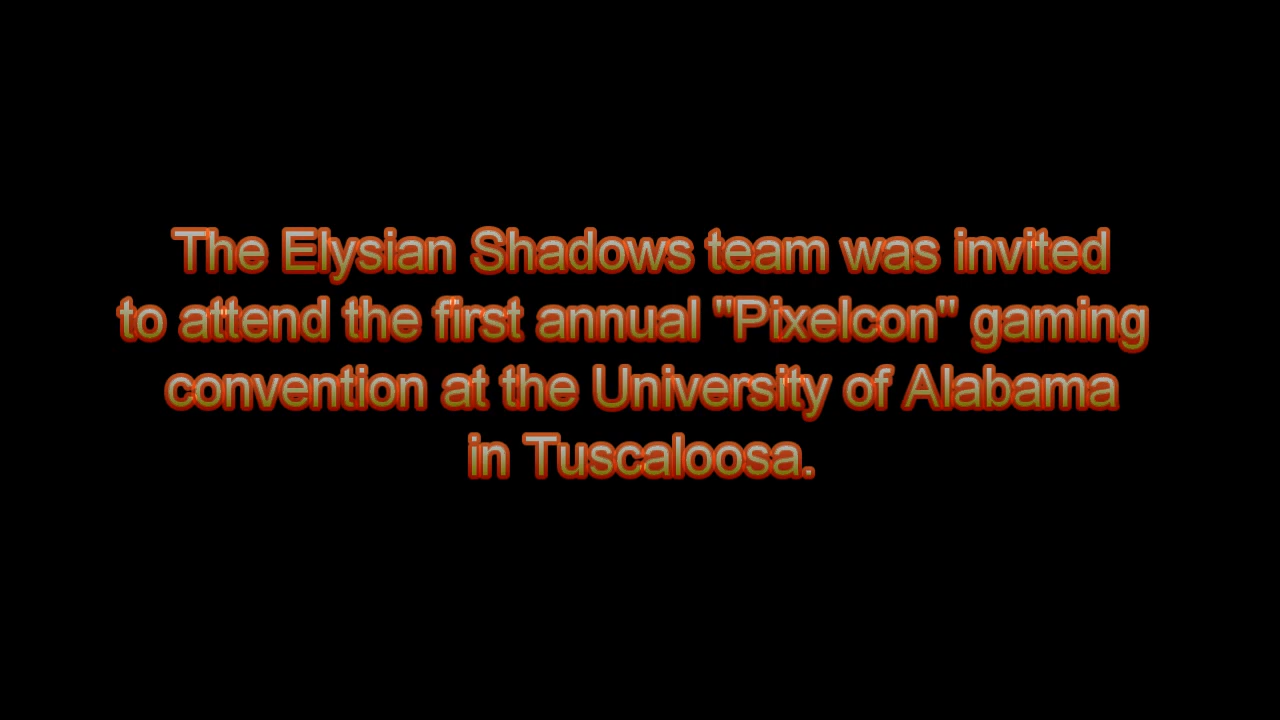 The Elysian Shadows team was invited
to attend the first annual "Pixelcon" gaming
convention at the University of Alabama
in Tuscaloosa.